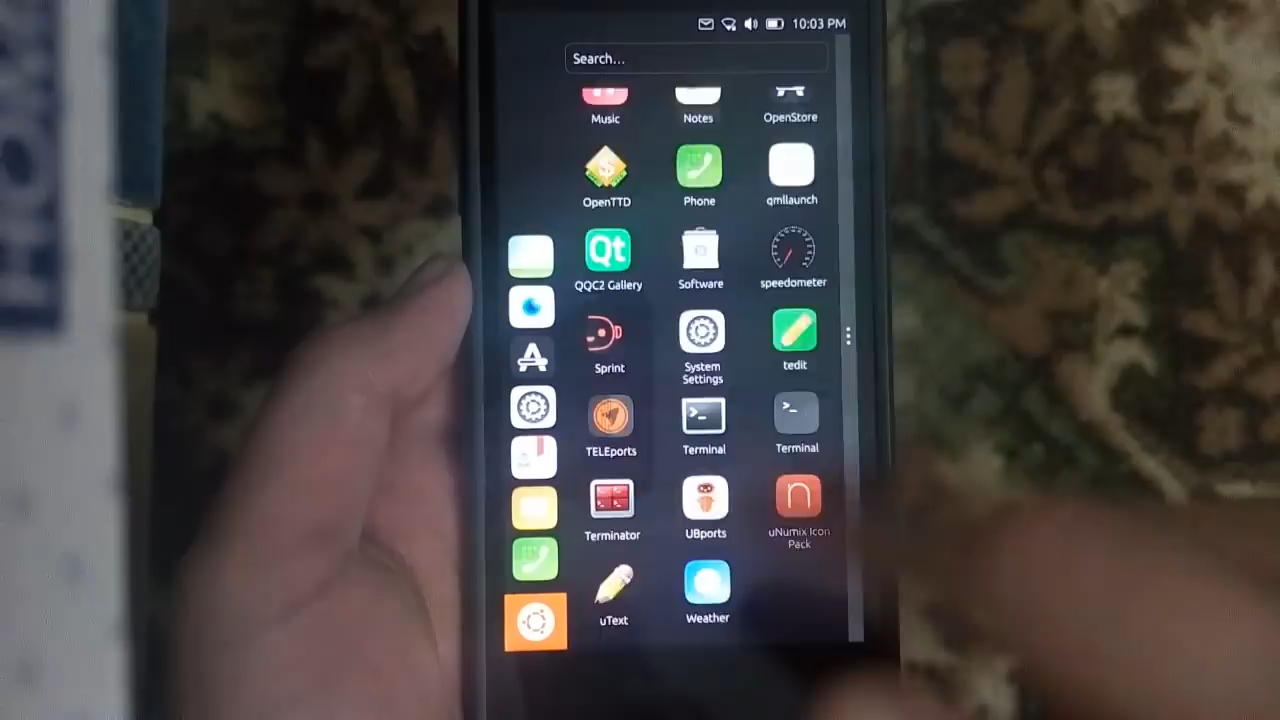 10:03 PM
Search...
Music
Notes
OpenStore
OpenTTD
Phone
qmllaunch
Qt
QQC2 Gallery
Software
speedometer
Sprint
System
Settings
tedit
TELEports
Terminal
Terminal
Terminator
UBports
uNumix Icon
Pack
uText
Weather